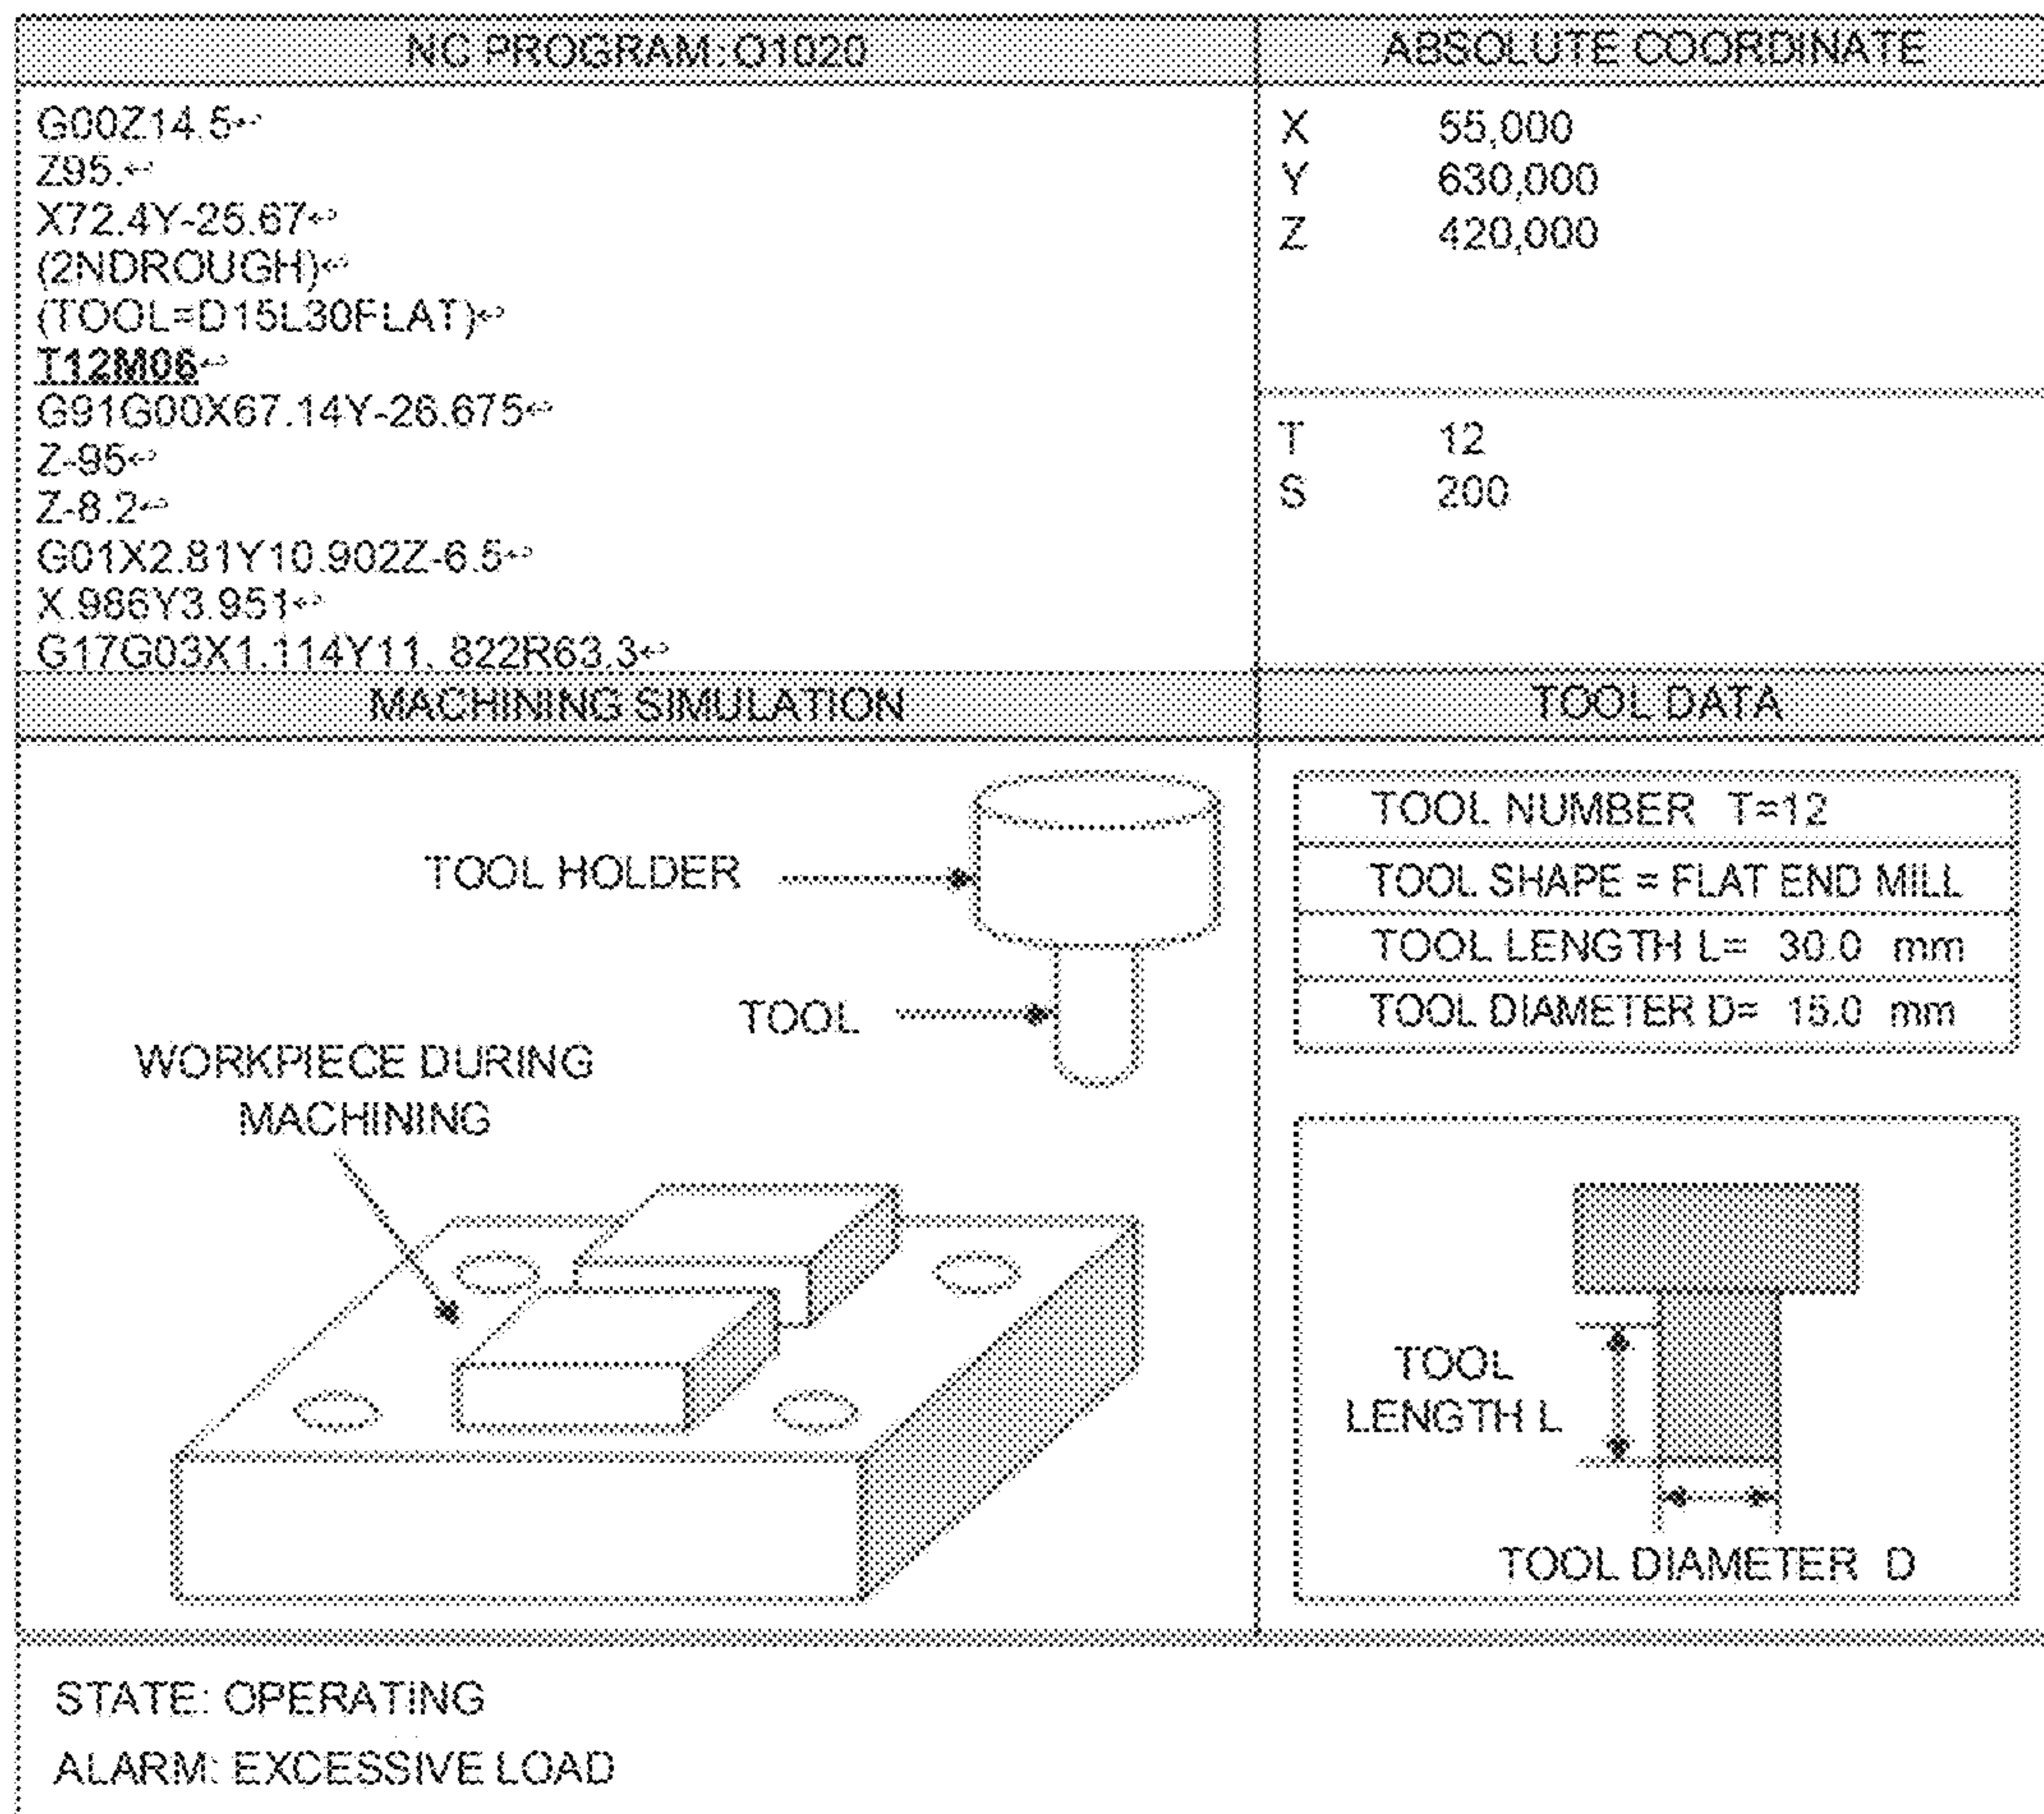 NC PROGRAM: O1020
G00Z14.5↩
Z95.↩
X72.4Y-25.67↩
(2NDROUGH)↩
(TOOL=D15L30FLAT)↩
T12M06↩
G91G00X67.14Y-26.675↩
Z-95↩
Z-8.2↩
G01X2.81Y10.902Z-6.5↩
X.986Y3.951↩
G17G03X1.114Y11. 822R63.3↩
ABSOLUTE COORDINATE
X 55,000
Y 630,000
Z 420,000
T 12
S 200
MACHINING SIMULATION
TOOL HOLDER
TOOL
WORKPIECE DURING
MACHINING
TOOL DATA
TOOL NUMBER T=12
TOOL SHAPE = FLAT END MILL
TOOL LENGTH L= 30.0 mm
TOOL DIAMETER D= 15.0 mm
TOOL
LENGTH L
TOOL DIAMETER D
STATE: OPERATING
ALARM: EXCESSIVE LOAD